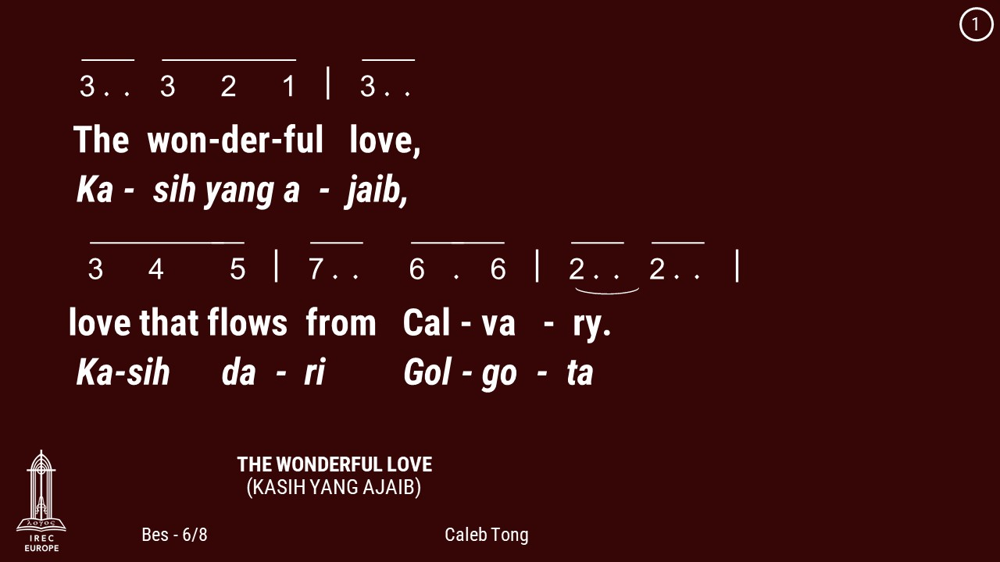 1
3 . . 3 2 1 | 3 . .
The won-der-ful love,
Ka - sih yang a - jaib,
3 4 5 | 7 . . 6 . 6 | 2 . . 2 . . |
love that flows from Cal - va - ry.
Ka-sih da - ri Gol - go - ta
THE WONDERFUL LOVE
(KASIH YANG AJAIB)
λογος
IREC
EUROPE
Bes - 6/8
Caleb Tong